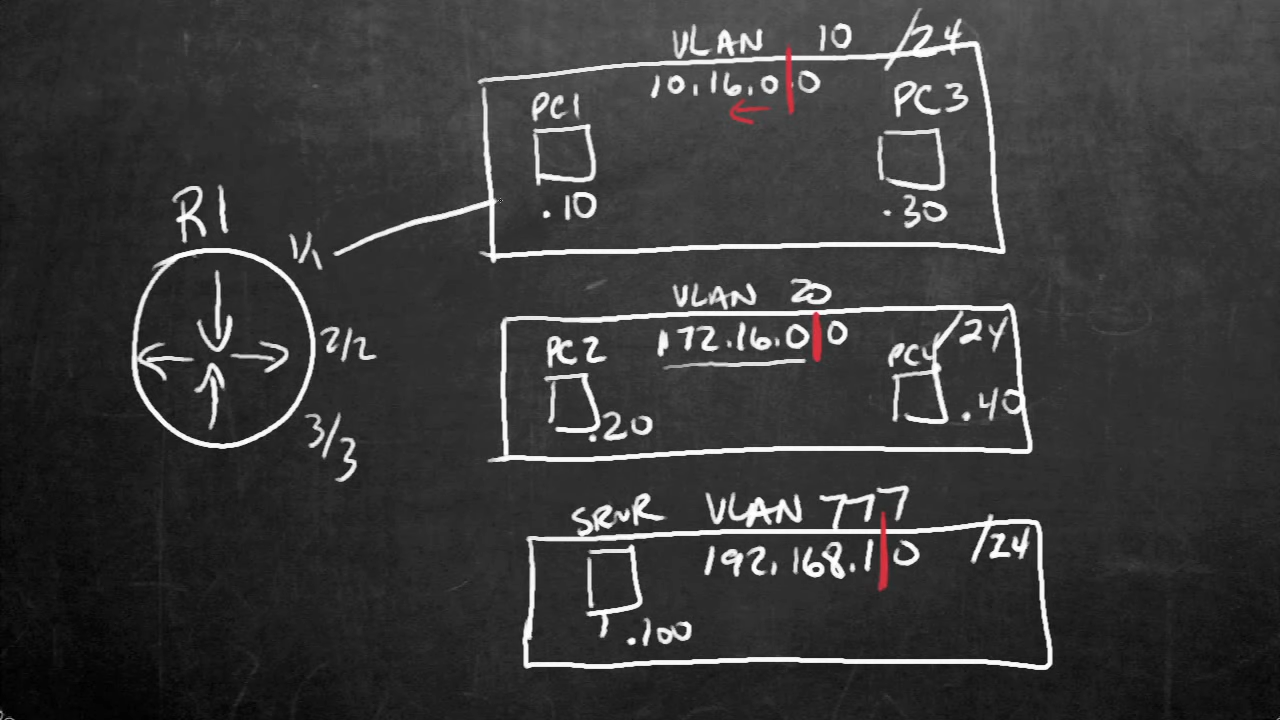 VLAN 10 /24
10.16.0.0
PC1
PC3
.10
.30
R1
1/1
2/2
3/3
VLAN 20
172.16.0.0
/24
PC2
PC4
.20
.40
SRVR
VLAN 777
192.168.1.0
/24
.100